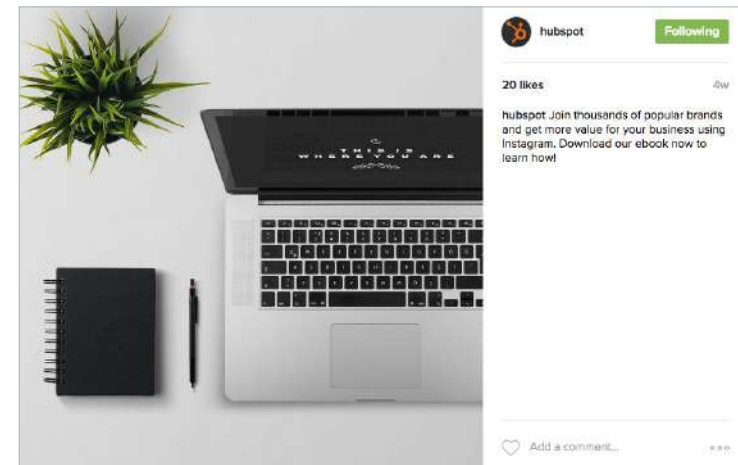 THIS IS
WHERE YOU ARE
hubspot
Following
20 likes
4w
hubspot Join thousands of popular brands
and get more value for your business using
Instagram. Download our ebook now to
learn how!
Add a comment...